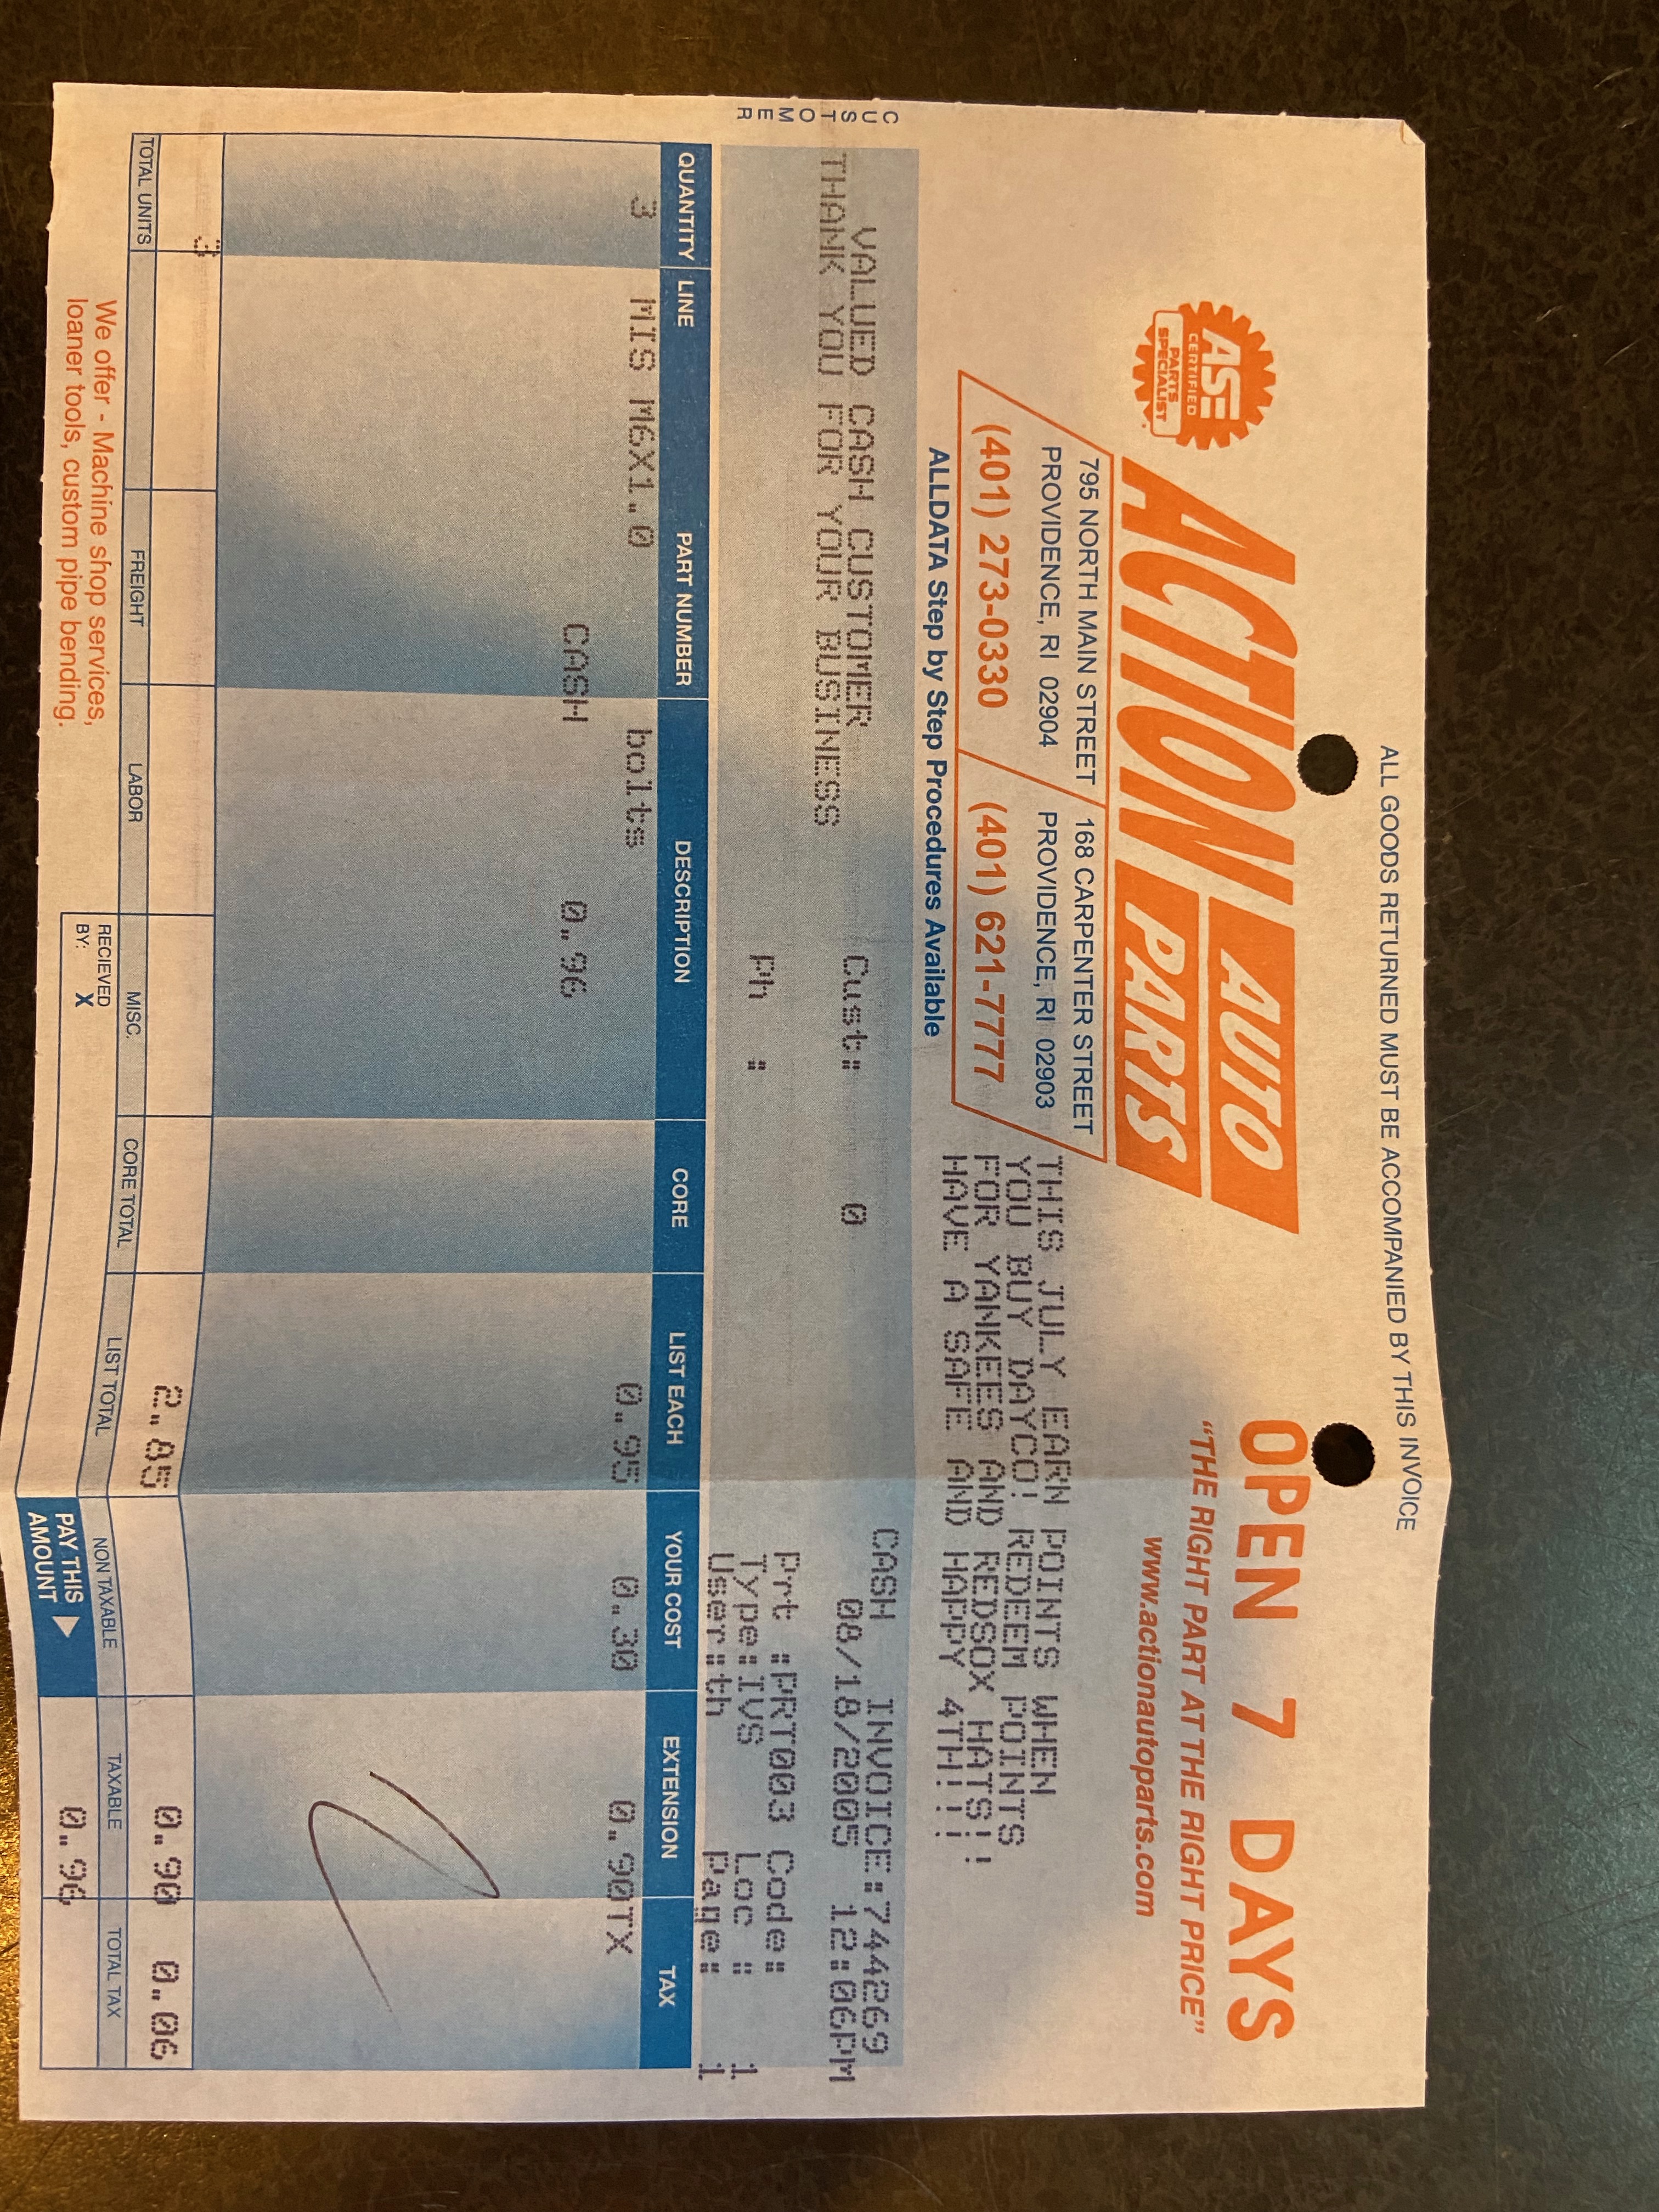 ALL GOODS RETURNED MUST BE ACCOMPANIED BY THIS INVOICE
ASE
CERTIFIED
PARTS
SPECIALIST
ACTION AUTO PARTS
OPEN 7 DAYS
"THE RIGHT PART AT THE RIGHT PRICE"
www.actionautoparts.com
795 NORTH MAIN STREET 168 CARPENTER STREET
PROVIDENCE, RI 02904 PROVIDENCE, RI 02903
(401) 273-0330 (401) 621-7777
ALLDATA Step by Step Procedures Available
THIS JULY EARN POINTS WHEN
YOU BUY DAYCO! REDEEM POINTS
FOR YANKEES AND REDSOX HATS!!
HAVE A SAFE AND HAPPY 4TH!!!
CUSTOMER
CASH INVOICE:744269
VALUED CASH CUSTOMER Cust: 0 08/18/2005 12:06PM
THANK YOU FOR YOUR BUSINESS
Prt :PRT003 Code:
Ph : Type:IVS Loc : 1
User:th Page: 1
QUANTITY LINE PART NUMBER DESCRIPTION CORE LIST EACH YOUR COST EXTENSION TAX
3 MIS M6X1.0 bolts 0.95 0.30 0.90TX
CASH 0.96
3 2.85 0.90 0.06
TOTAL UNITS FREIGHT LABOR MISC. CORE TOTAL LIST TOTAL NON TAXABLE TAXABLE TOTAL TAX
We offer - Machine shop services,
loaner tools, custom pipe bending.
RECIEVED
BY: X
PAY THIS
AMOUNT
0.96